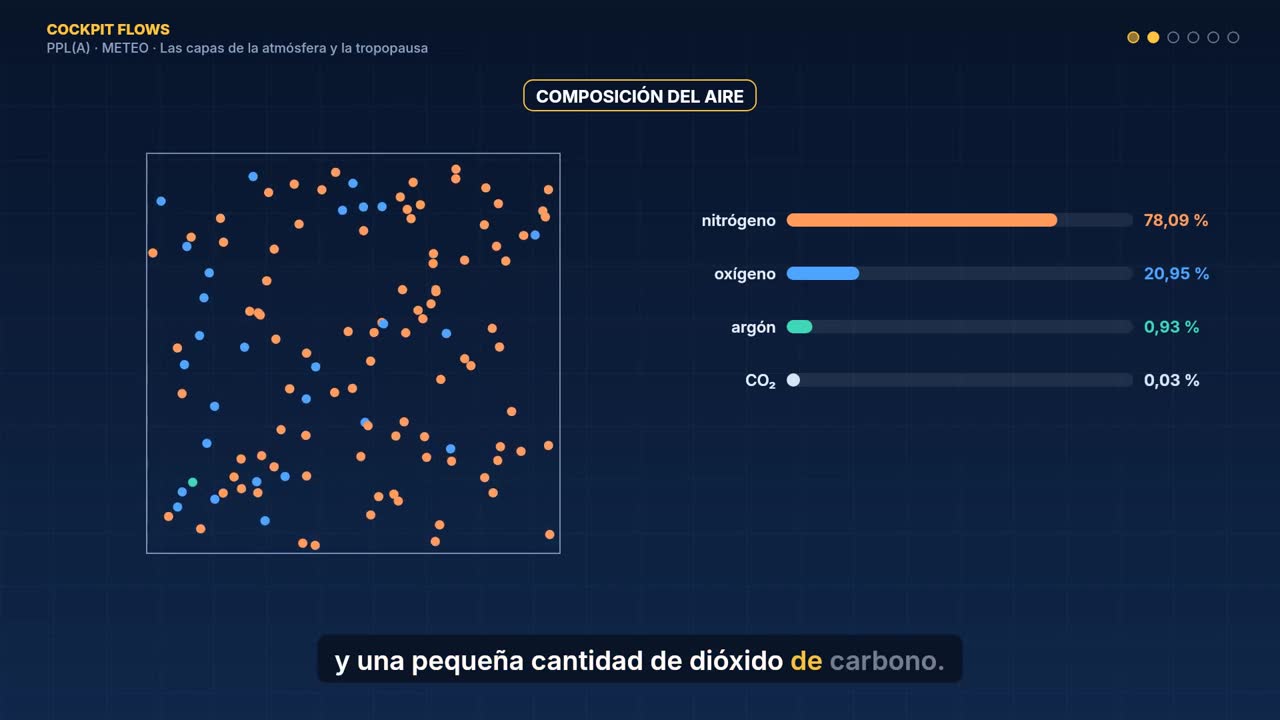 COCKPIT FLOWS
PPL(A) · METEO · Las capas de la atmósfera y la tropopausa
COMPOSICIÓN DEL AIRE
nitrógeno 78,09 %
oxígeno 20,95 %
argón 0,93 %
CO₂ 0,03 %
y una pequeña cantidad de dióxido de carbono.